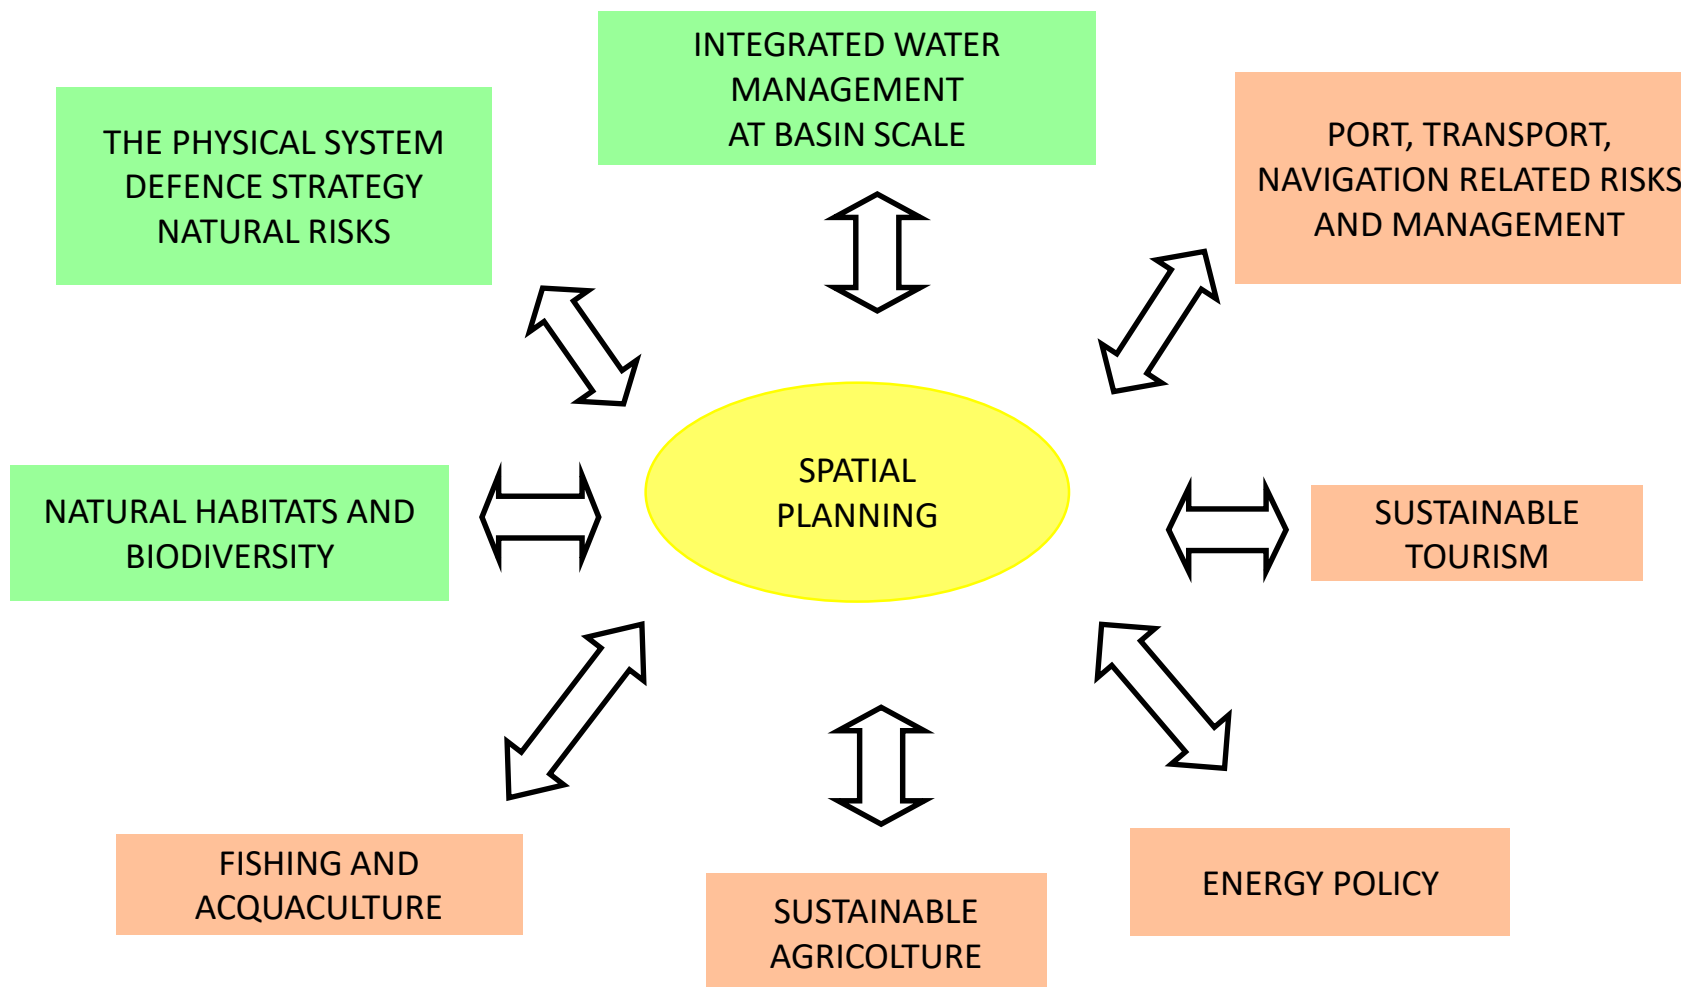 INTEGRATED WATER
MANAGEMENT
AT BASIN SCALE
THE PHYSICAL SYSTEM
DEFENCE STRATEGY
NATURAL RISKS
PORT, TRANSPORT,
NAVIGATION RELATED RISKS
AND MANAGEMENT
SPATIAL
PLANNING
NATURAL HABITATS AND
BIODIVERSITY
SUSTAINABLE
TOURISM
FISHING AND
ACQUACULTURE
SUSTAINABLE
AGRICOLTURE
ENERGY POLICY